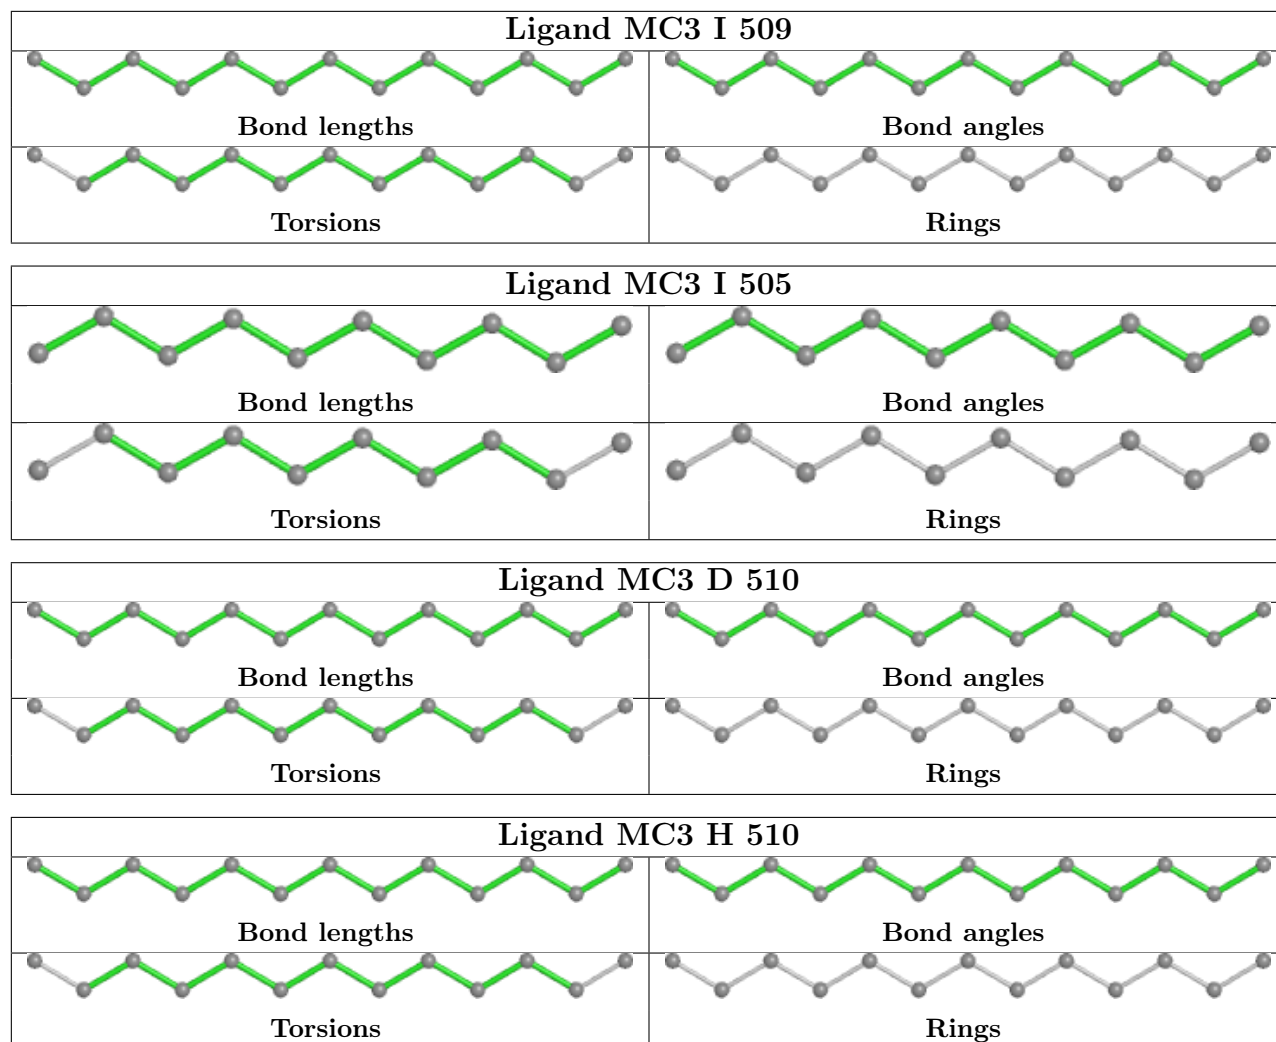 Ligand MC3 I 509
Bond lengths
Bond angles
Torsions
Rings
Ligand MC3 I 505
Bond lengths
Bond angles
Torsions
Rings
Ligand MC3 D 510
Bond lengths
Bond angles
Torsions
Rings
Ligand MC3 H 510
Bond lengths
Bond angles
Torsions
Rings